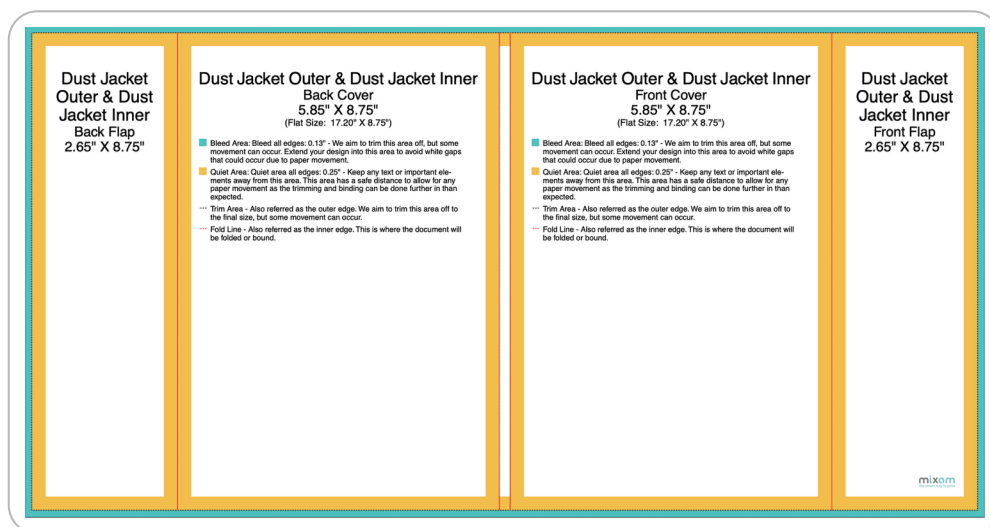 Dust Jacket
Outer & Dust
Jacket Inner
Back Flap
2.65" X 8.75"
Dust Jacket Outer & Dust Jacket Inner
Back Cover
5.85" X 8.75"
(Flat Size: 17.20" X 8.75")
Bleed Area: Bleed all edges: 0.13" - We aim to trim this area off, but some
movement can occur. Extend your design into this area to avoid white gaps
that could occur due to paper movement.
Quiet Area: Quiet area all edges: 0.25" - Keep any text or important ele-
ments away from this area. This area has a safe distance to allow for any
paper movement as the trimming and binding can be done further in than
expected.
Trim Area - Also referred as the outer edge. We aim to trim this area off to
the final size, but some movement can occur.
Fold Line - Also referred as the inner edge. This is where the document will
be folded or bound.
Dust Jacket Outer & Dust Jacket Inner
Front Cover
5.85" X 8.75"
(Flat Size: 17.20" X 8.75")
Bleed Area: Bleed all edges: 0.13" - We aim to trim this area off, but some
movement can occur. Extend your design into this area to avoid white gaps
that could occur due to paper movement.
Quiet Area: Quiet area all edges: 0.25" - Keep any text or important ele-
ments away from this area. This area has a safe distance to allow for any
paper movement as the trimming and binding can be done further in than
expected.
Trim Area - Also referred as the outer edge. We aim to trim this area off to
the final size, but some movement can occur.
Fold Line - Also referred as the inner edge. This is where the document will
be folded or bound.
Dust Jacket
Outer & Dust
Jacket Inner
Front Flap
2.65" X 8.75"
mixam